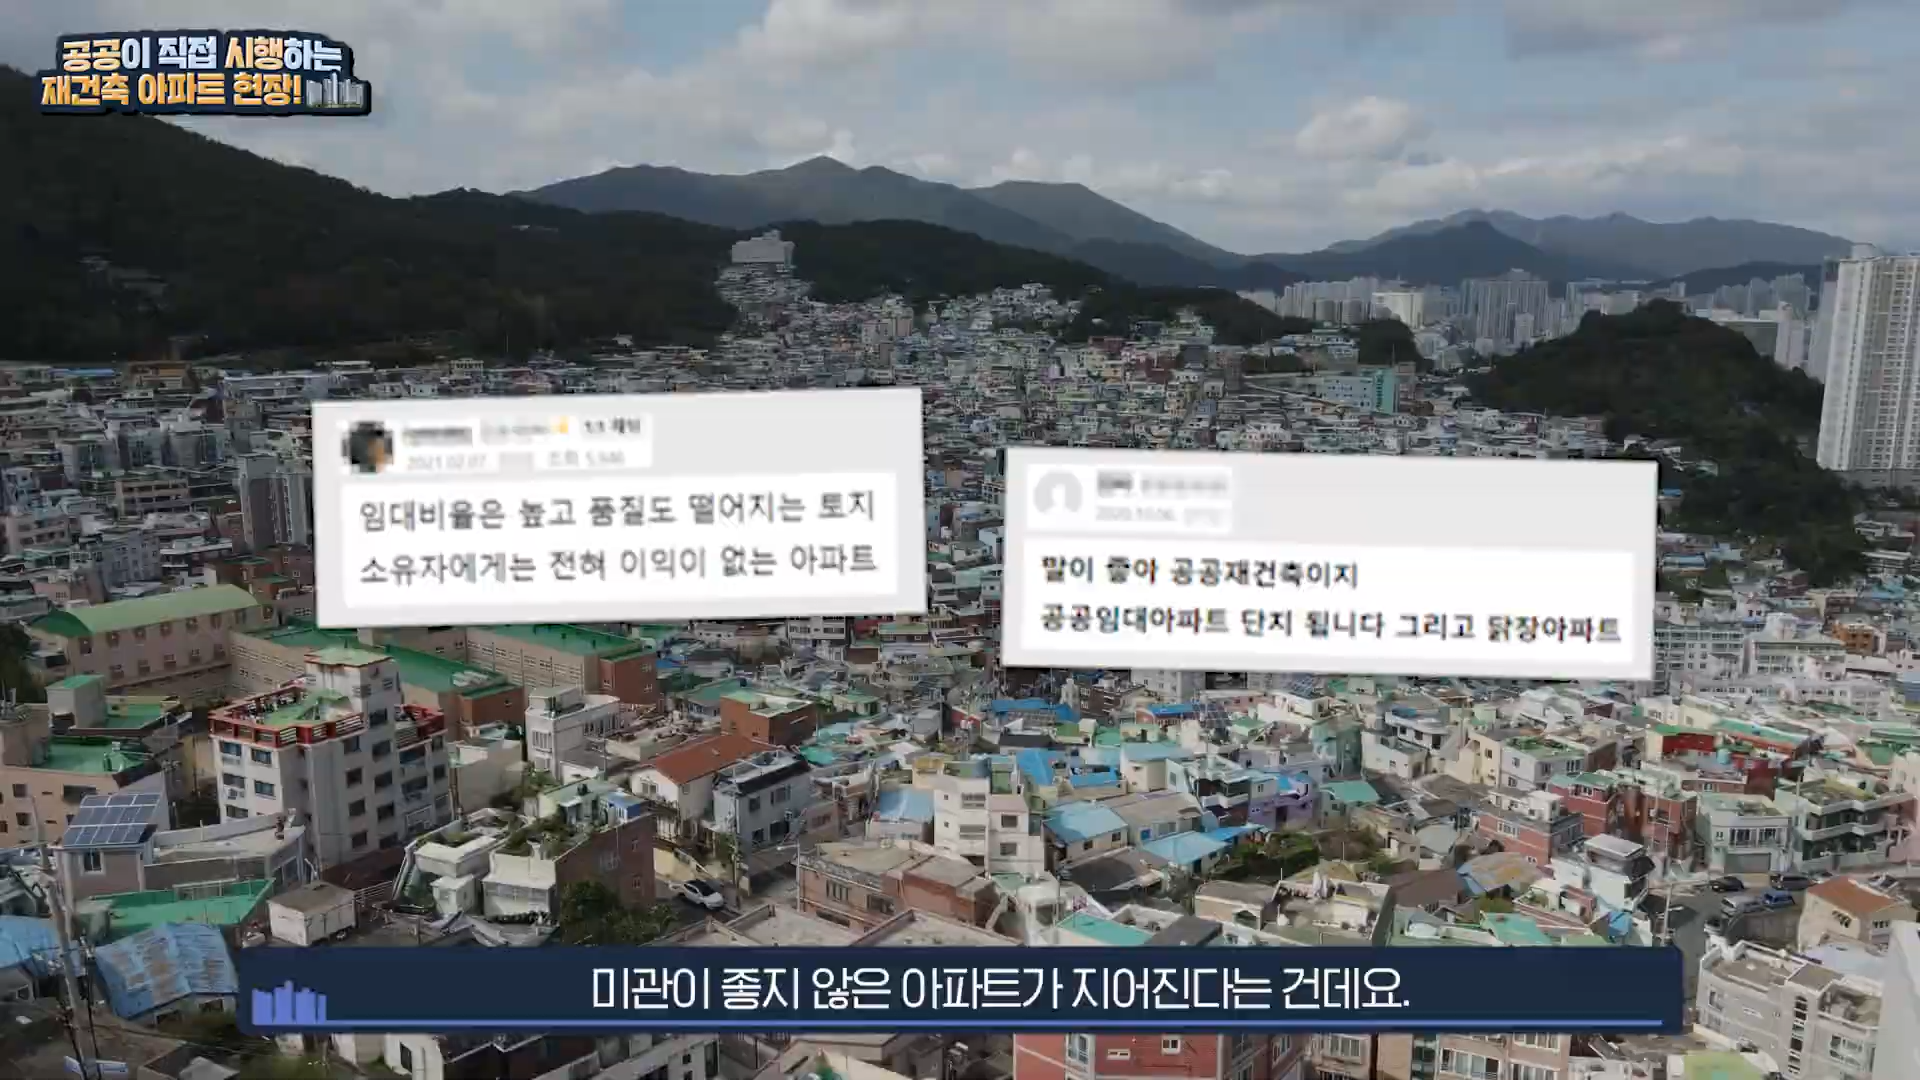 공공이 직접 시행하는
재건축 아파트 현장!
임대비율은 높고 품질도 떨어지는 토지
소유자에게는 전혀 이익이 없는 아파트
말이 좋아 공공재건축이지
공공임대아파트 단지 됩니다 그리고 닭장아파트
미관이 좋지 않은 아파트가 지어진다는 건데요.